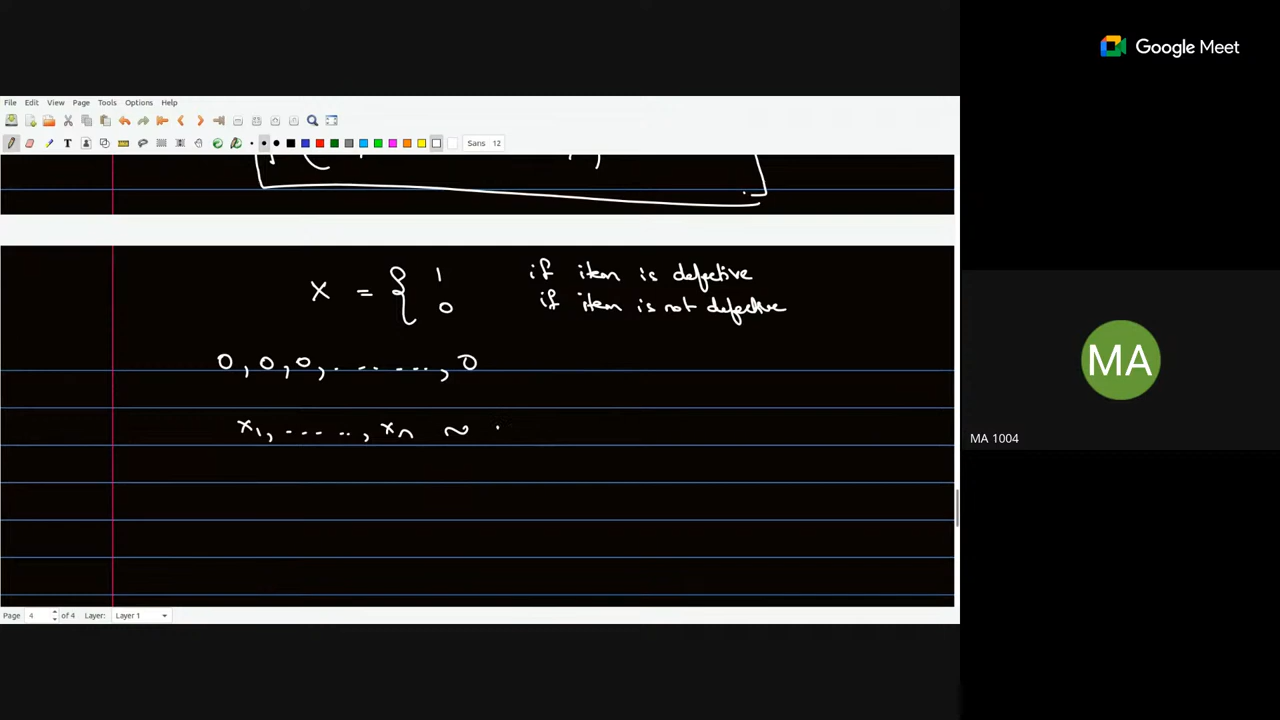 Google Meet
File Edit View Page Tools Options Help
T Sans 12
X = { 1 if item is defective
0 if item is not defective
0, 0, 0, ........, 0
x1, ....., xn ~
MA
MA 1004
Page 4 of 4 Layer: Layer 1